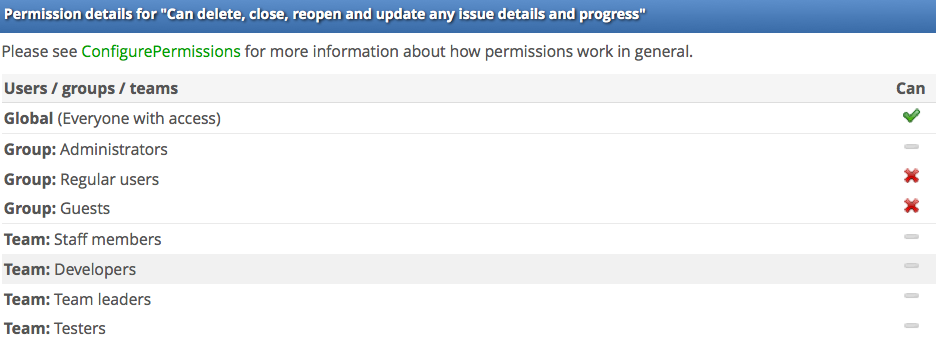 Permission details for "Can delete, close, reopen and update any issue details and progress"
Please see ConfigurePermissions for more information about how permissions work in general.
Users / groups / teams Can
Global (Everyone with access)
Group: Administrators
Group: Regular users
Group: Guests
Team: Staff members
Team: Developers
Team: Team leaders
Team: Testers